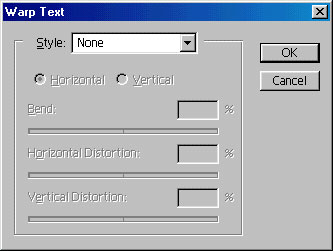 Warp Text
Style: None
OK
Horizontal Vertical
Cancel
Bend: %
Horizontal Distortion: %
Vertical Distortion: %